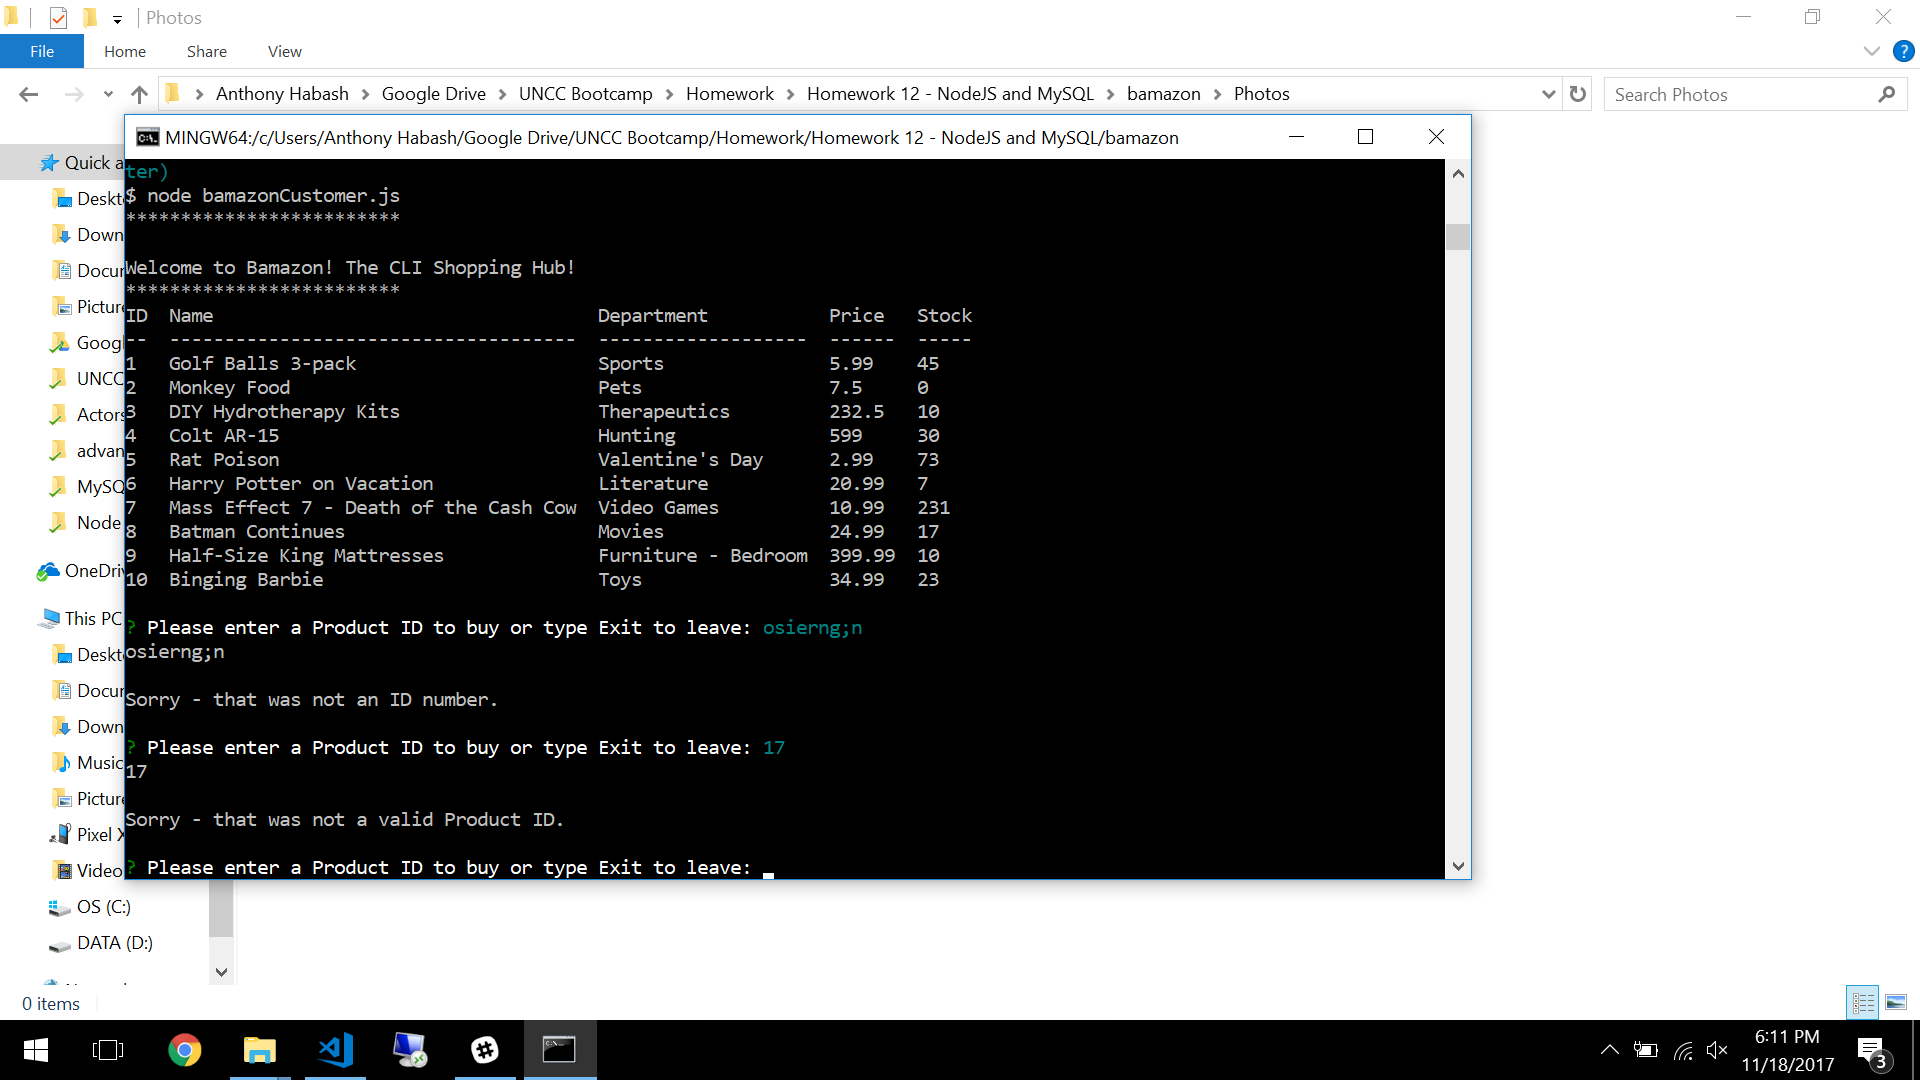 Photos
File Home Share View
Anthony Habash Google Drive UNCC Bootcamp Homework Homework 12 - NodeJS and MySQL bamazon Photos
Search Photos
MINGW64:/c/Users/Anthony Habash/Google Drive/UNCC Bootcamp/Homework/Homework 12 - NodeJS and MySQL/bamazon
Quick a
Deskt
Down
Docur
Picture
Googl
UNCC
Actors
advan
MySQ
Node
OneDriv
This PC
Deskt
Docur
Down
Music
Picture
Pixel X
Video
OS (C:)
DATA (D:)
ter)
$ node bamazonCustomer.js
*************************
Welcome to Bamazon! The CLI Shopping Hub!
*************************
ID  Name                                   Department           Price   Stock
--  -------------------------------------  -------------------  ------  -----
1   Golf Balls 3-pack                      Sports               5.99    45
2   Monkey Food                            Pets                 7.5     0
3   DIY Hydrotherapy Kits                  Therapeutics         232.5   10
4   Colt AR-15                             Hunting              599     30
5   Rat Poison                             Valentine's Day      2.99    73
6   Harry Potter on Vacation               Literature           20.99   7
7   Mass Effect 7 - Death of the Cash Cow  Video Games          10.99   231
8   Batman Continues                       Movies               24.99   17
9   Half-Size King Mattresses              Furniture - Bedroom  399.99  10
10  Binging Barbie                         Toys                 34.99   23
? Please enter a Product ID to buy or type Exit to leave: osierng;n
osierng;n
Sorry - that was not an ID number.
? Please enter a Product ID to buy or type Exit to leave: 17
17
Sorry - that was not a valid Product ID.
? Please enter a Product ID to buy or type Exit to leave:
0 items
6:11 PM
11/18/2017
3